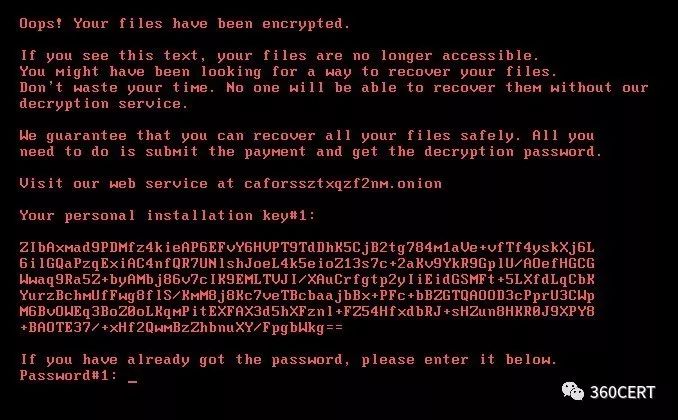 Oops! Your files have been encrypted.
If you see this text, your files are no longer accessible.
You might have been looking for a way to recover your files.
Don't waste your time. No one will be able to recover them without our
decryption service.
We guarantee that you can recover all your files safely. All you
need to do is submit the payment and get the decryption password.
Visit our web service at caforssztxqzf2nm.onion
Your personal installation key#1:
ZIbAxmad9PDMfz4kieAP6EFvY6HVPT9TdDhK5CjB2tg784m1aVe+vfTf4yskXj6L
6ilGQaPzqExiAC4nfQR7UNlshJoeL4k5eioZ13s7c+2aKv9YkR9GplU/AOefHGCG
Wwaq9Ra5Z+byAMbj86v7cIK9EMLTVJI/XAuCrfgtp2yIiEidGSMFt+5LXfdLqCbK
YurzBchmUfFwg8flS/KmM8j8Kc7veTBcbaajbBx+PFc+bBZGTQAOOD3cPprU3CWp
M6BvOWEq3BoZ0oLKqmPitEXFAX3d5hXFznl+FZ54HfxdbRJ+sHZun8HKR0J9XPY8
+BAOTE37/+xHf2QwmBzZhbnuXY/FpgbWkg==
If you have already got the password, please enter it below.
Password#1: _
360CERT